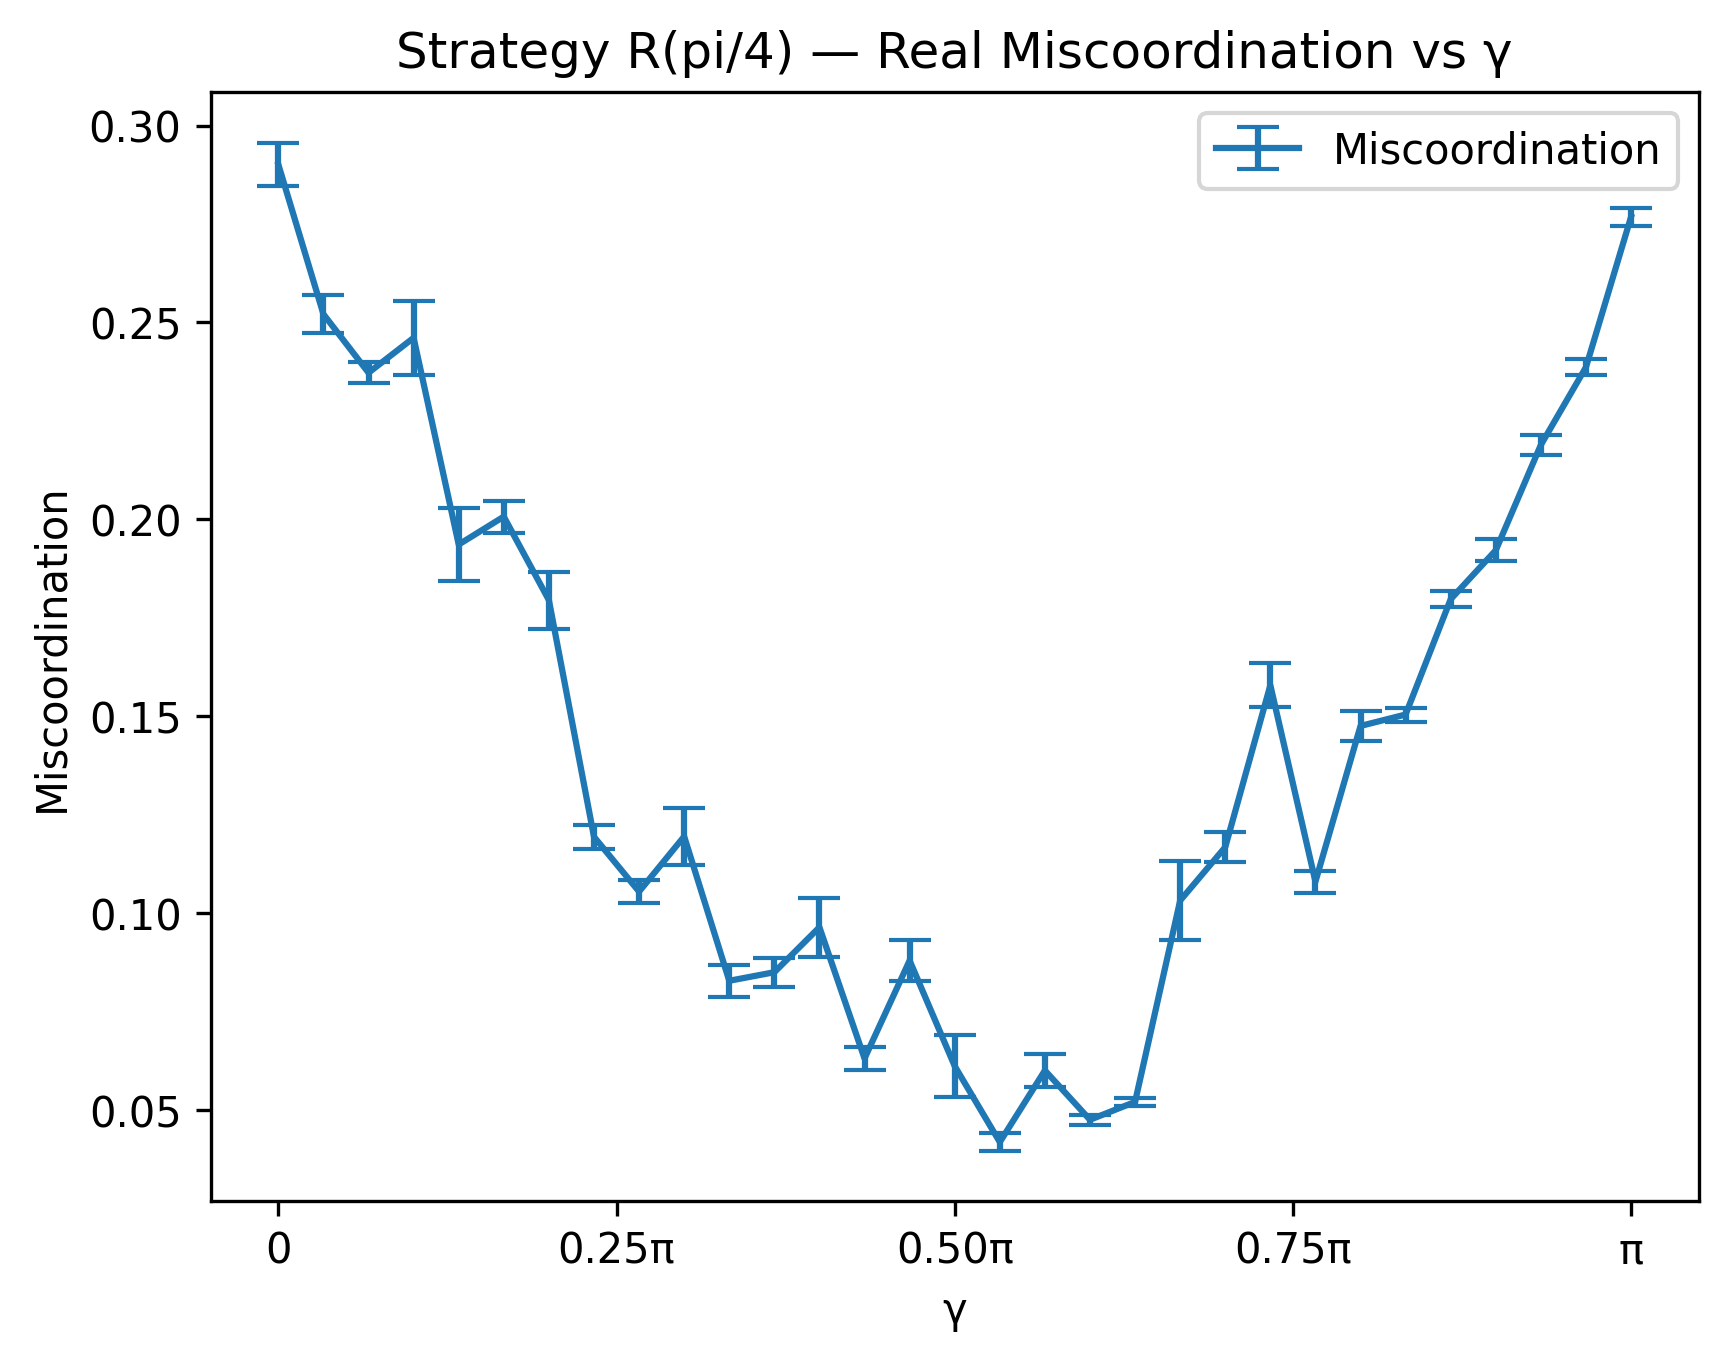 Strategy R(pi/4) — Real Miscoordination vs γ
Miscoordination
0.30
0.25
0.20
0.15
0.10
0.05
Miscoordination
0
0.25π
0.50π
0.75π
π
γ